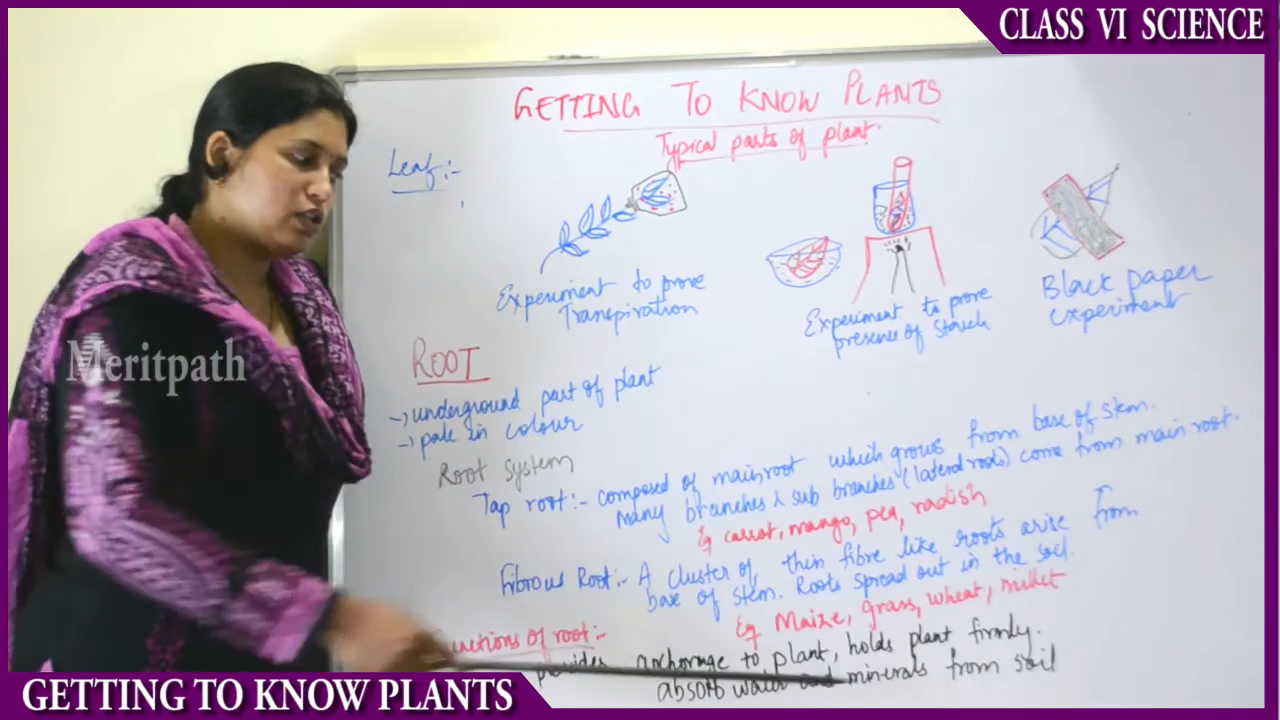 CLASS VI SCIENCE
GETTING TO KNOW PLANTS
Typical parts of plant.
Leaf:-
Experiment to prove
Transpiration
Experiment to prove
presence of starch
Black paper
experiment
ROOT
→ underground part of plant
→ pale in colour
Root system
Tap root:- composed of main root which grows from base of stem.
many branches & sub branches (lateral roots) come from main root.
Eg carrot, mango, pea, radish
Fibrous Root:- A cluster of thin fibre like roots arise from
base of stem. Roots spread out in the soil.
Eg Maize, grass, wheat, millet
of root:-
anchorage to plant, holds plant firmly.
absorb water and minerals from soil
Meritpath
GETTING TO KNOW PLANTS